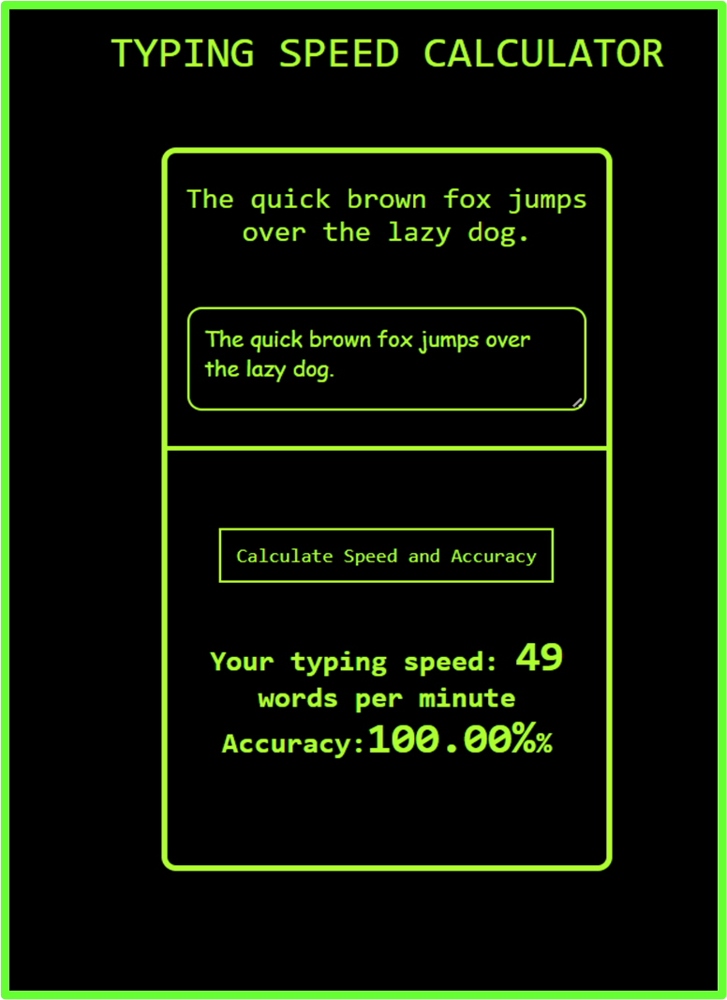 TYPING SPEED CALCULATOR
The quick brown fox jumps
over the lazy dog.
The quick brown fox jumps over
the lazy dog.
Calculate Speed and Accuracy
Your typing speed: 49
words per minute
Accuracy:100.00%%